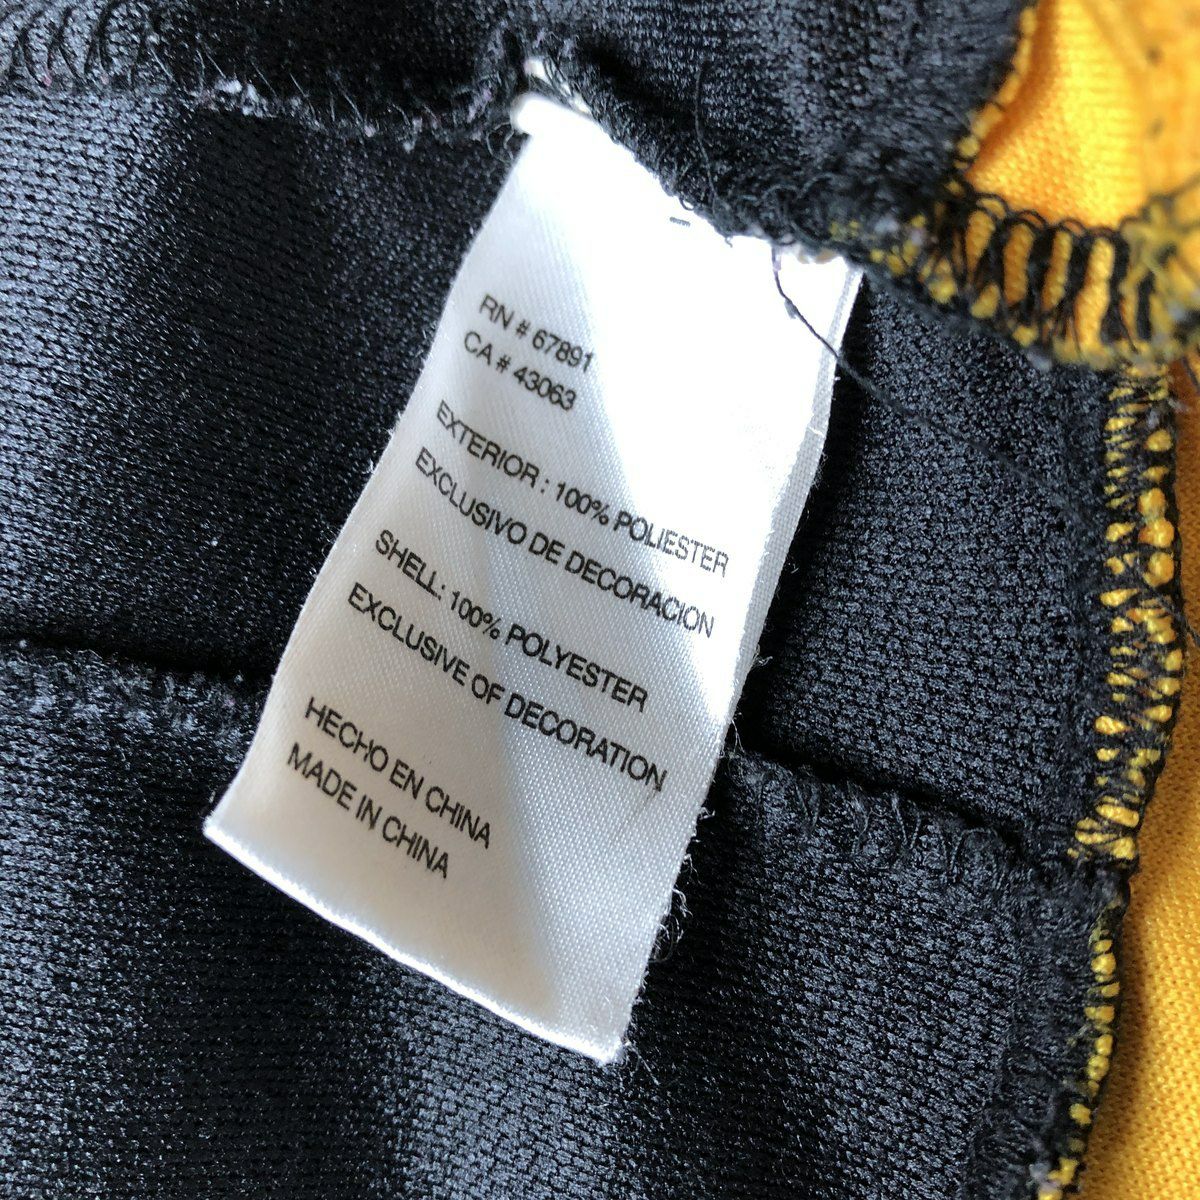 RN # 67891
CA # 43063
EXTERIOR : 100% POLIESTER
EXCLUSIVO DE DECORACION
SHELL: 100% POLYESTER
EXCLUSIVE OF DECORATION
HECHO EN CHINA
MADE IN CHINA